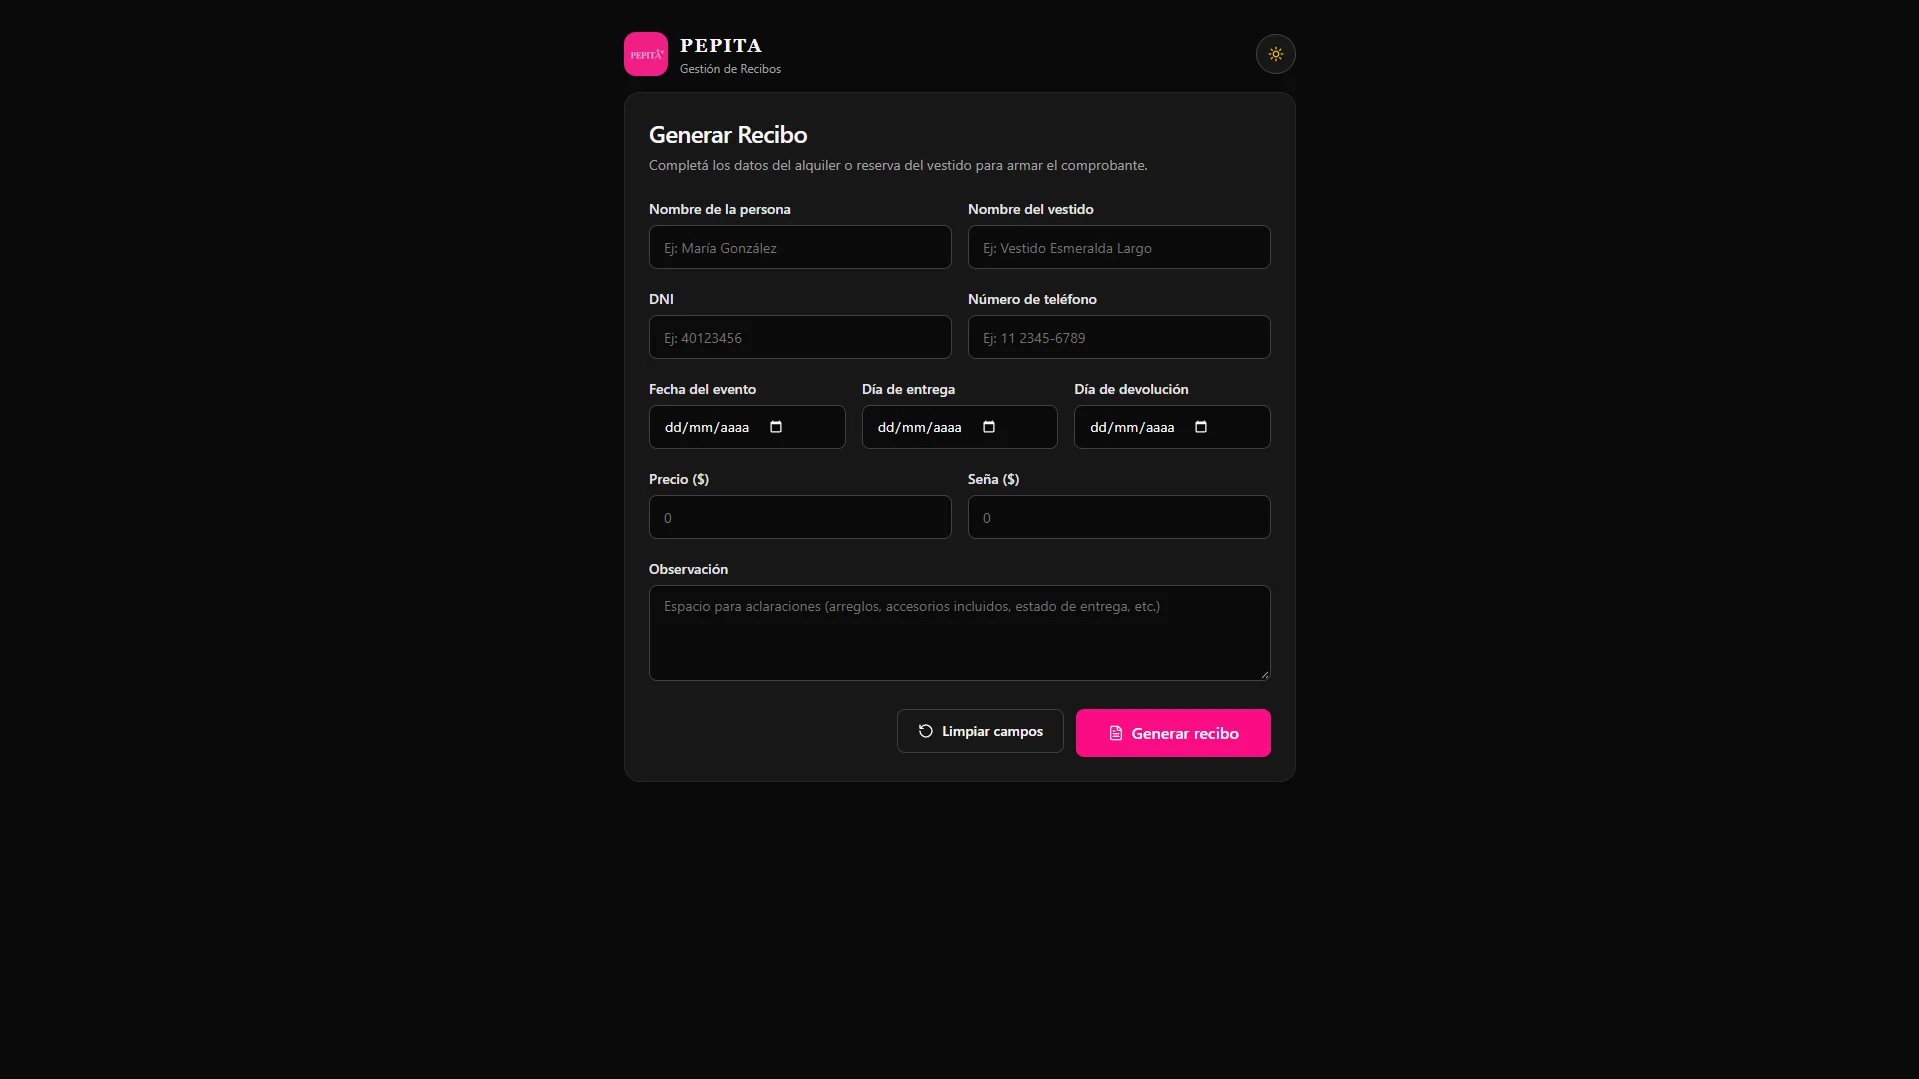 PEPITA
PEPITA
Gestión de Recibos
Generar Recibo
Completá los datos del alquiler o reserva del vestido para armar el comprobante.
Nombre de la persona
Nombre del vestido
Ej: María González
Ej: Vestido Esmeralda Largo
DNI
Número de teléfono
Ej: 40123456
Ej: 11 2345-6789
Fecha del evento
Día de entrega
Día de devolución
dd/mm/aaaa
dd/mm/aaaa
dd/mm/aaaa
Precio ($)
Seña ($)
0
0
Observación
Espacio para aclaraciones (arreglos, accesorios incluidos, estado de entrega, etc.)
Limpiar campos
Generar recibo